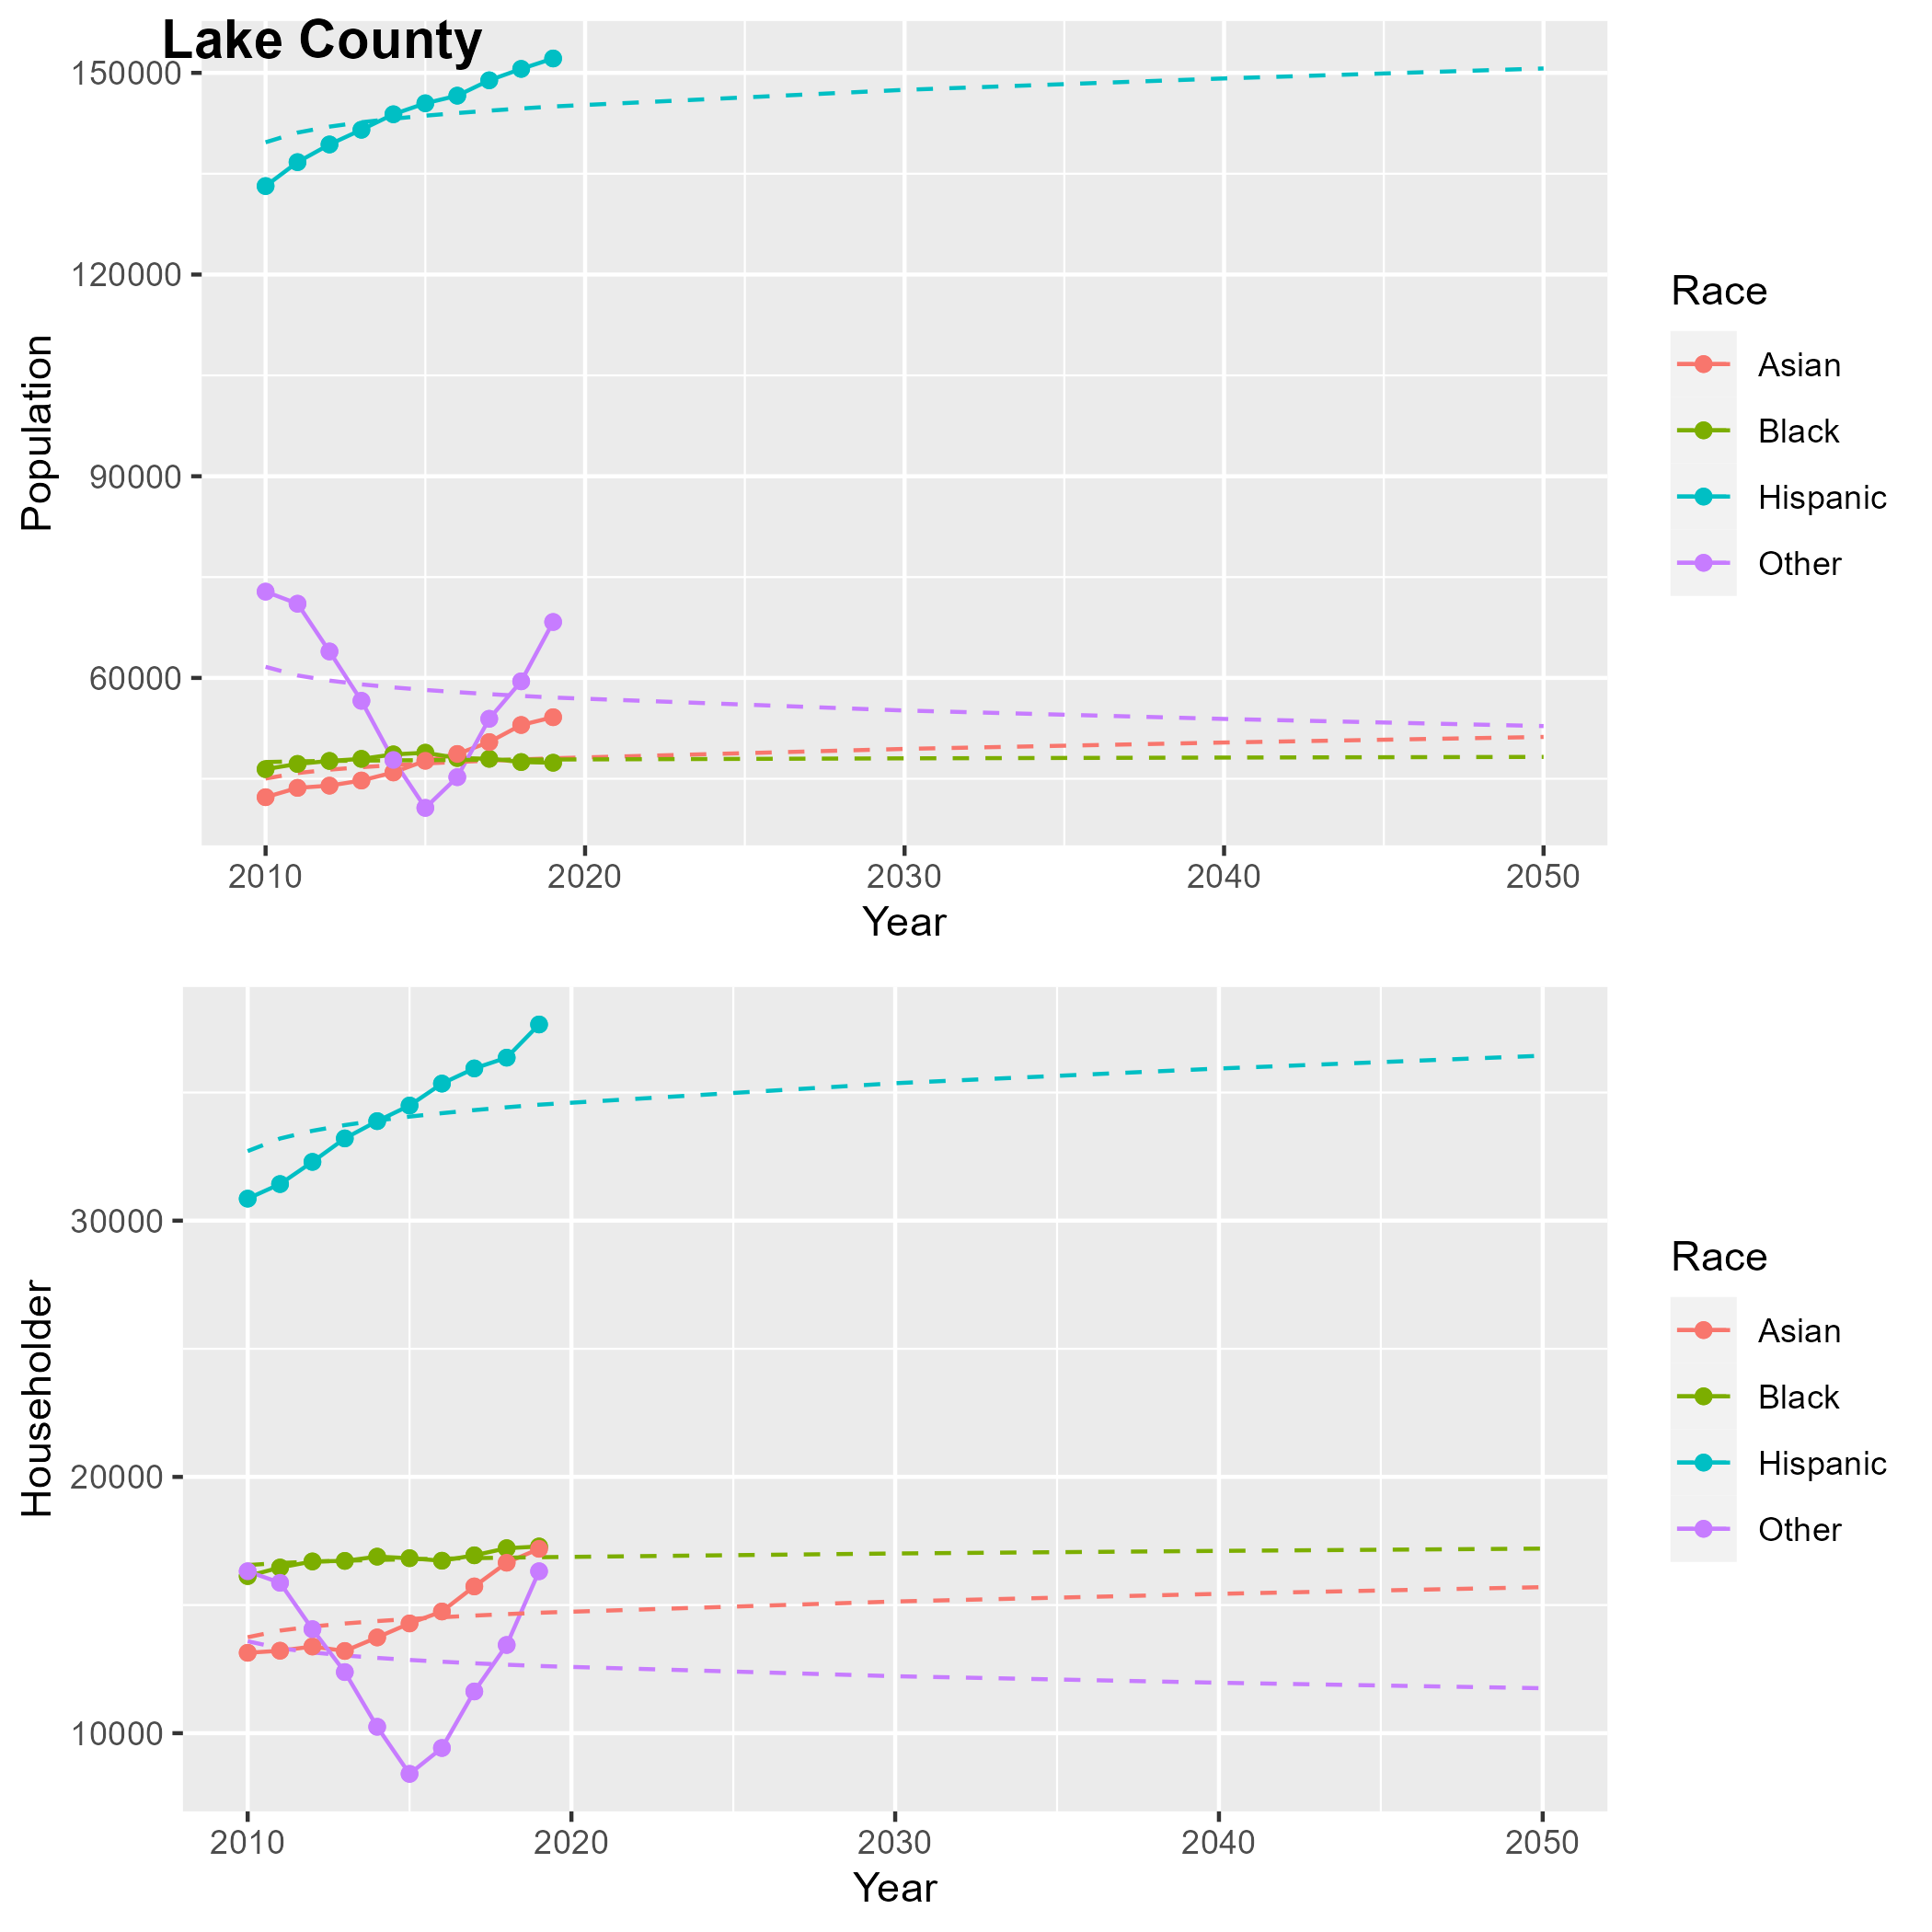 Lake County
150000
120000
90000
60000
Population
2010 2020 2030 2040 2050
Year
Race
Asian
Black
Hispanic
Other
30000
20000
10000
Householder
2010 2020 2030 2040 2050
Year
Race
Asian
Black
Hispanic
Other